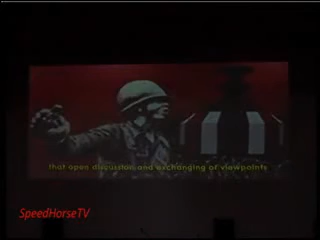 that open discussion and exchanging of viewpoints
SpeedHorseTV